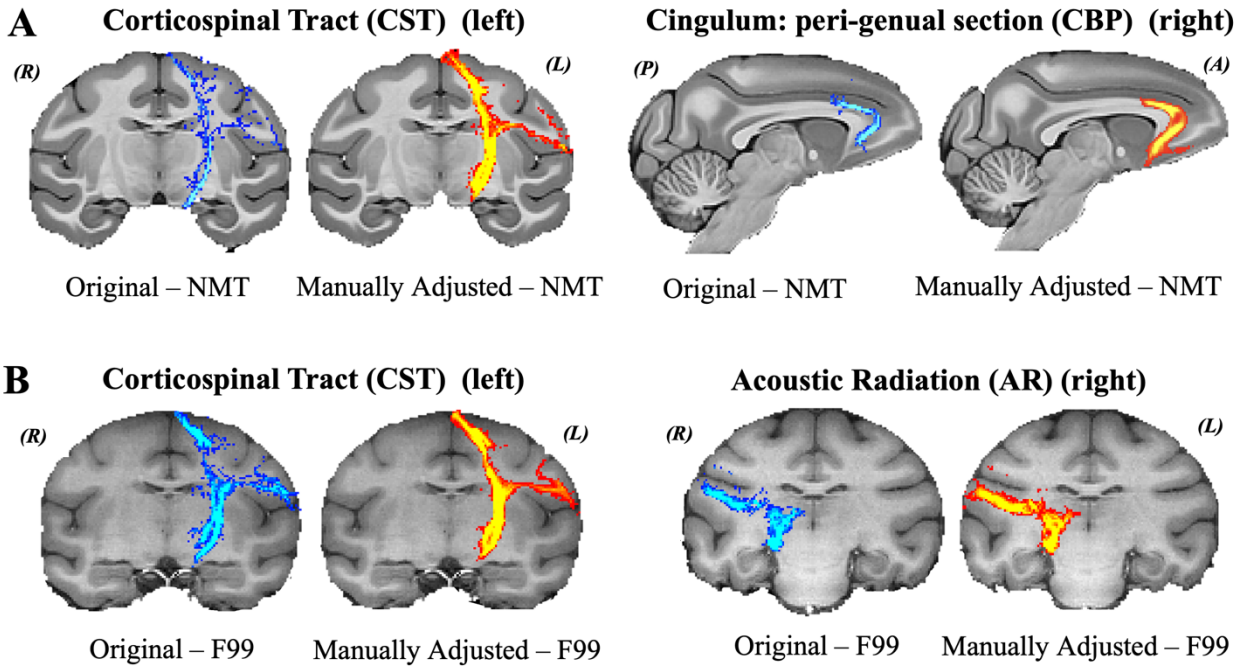 A
Corticospinal Tract (CST) (left)
Cingulum: peri-genual section (CBP) (right)
(R)
(L)
(P)
(A)
Original – NMT
Manually Adjusted – NMT
Original – NMT
Manually Adjusted – NMT
B
Corticospinal Tract (CST) (left)
Acoustic Radiation (AR) (right)
(R)
(L)
(R)
(L)
Original – F99
Manually Adjusted – F99
Original – F99
Manually Adjusted – F99